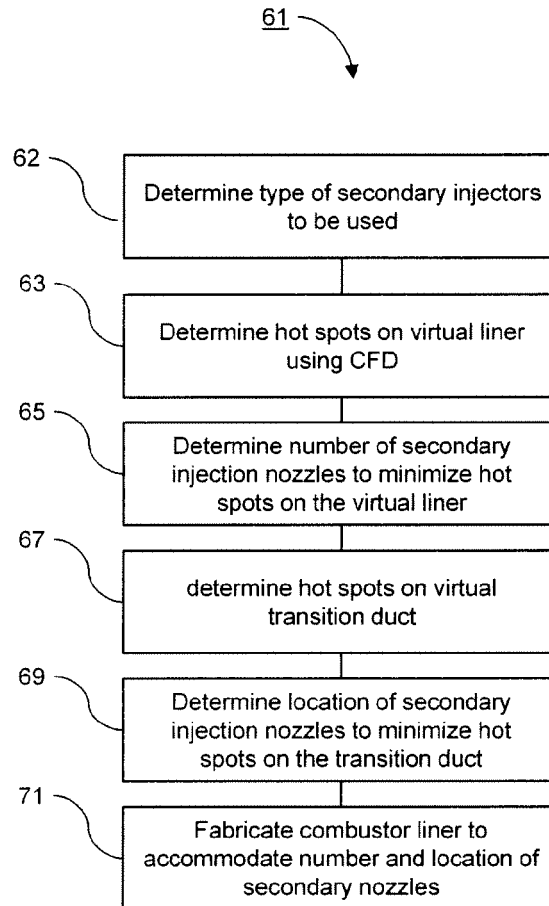 61
62
Determine type of secondary injectors
to be used
63
Determine hot spots on virtual liner
using CFD
65
Determine number of secondary
injection nozzles to minimize hot
spots on the virtual liner
67
determine hot spots on virtual
transition duct
69
Determine location of secondary
injection nozzles to minimize hot
spots on the transition duct
71
Fabricate combustor liner to
accommodate number and location of
secondary nozzles